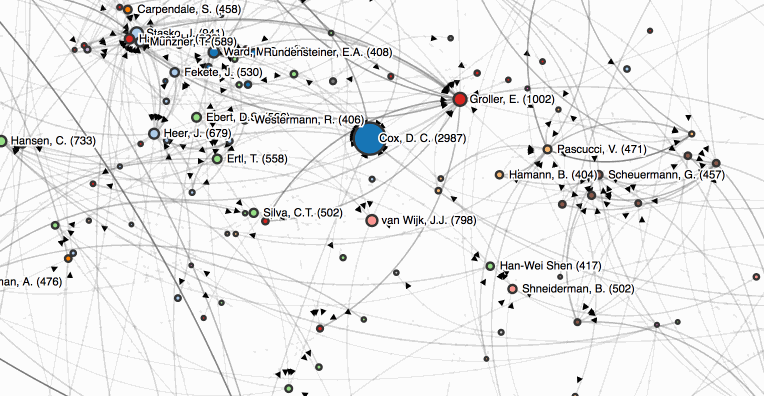 Carpendale, S. (458)
Stasko, J. (941)
Munzner, T. (589)
Ward, M
Rundensteiner, E.A. (408)
Fekete, J. (530)
Groller, E. (1002)
Ebert, D.S.
Westermann, R. (406)
Heer, J. (679)
Cox, D. C. (2987)
Hansen, C. (733)
Pascucci, V. (471)
Ertl, T. (558)
Hamann, B. (404)
Scheuermann, G. (457)
Silva, C.T. (502)
van Wijk, J.J. (798)
Han-Wei Shen (417)
nan, A. (476)
Shneiderman, B. (502)